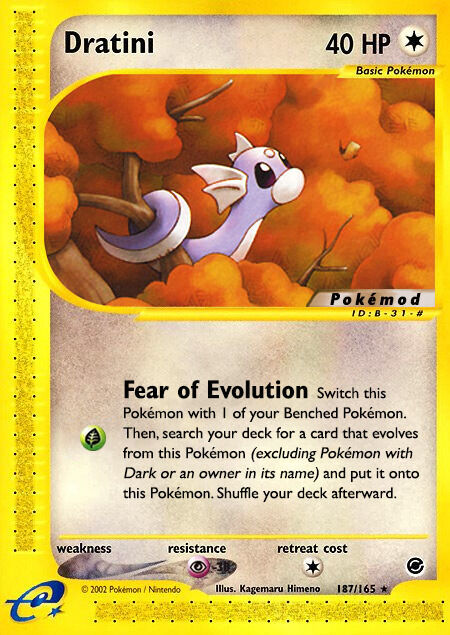 Dratini 40 HP
Basic Pokémon
Pokémod
ID:B-31-#
Fear of Evolution Switch this
Pokémon with 1 of your Benched Pokémon.
Then, search your deck for a card that evolves
from this Pokémon (excluding Pokémon with
Dark or an owner in its name) and put it onto
this Pokémon. Shuffle your deck afterward.
weakness resistance retreat cost
-30
© 2002 Pokémon / Nintendo Illus. Kagemaru Himeno 187/165 ★
e